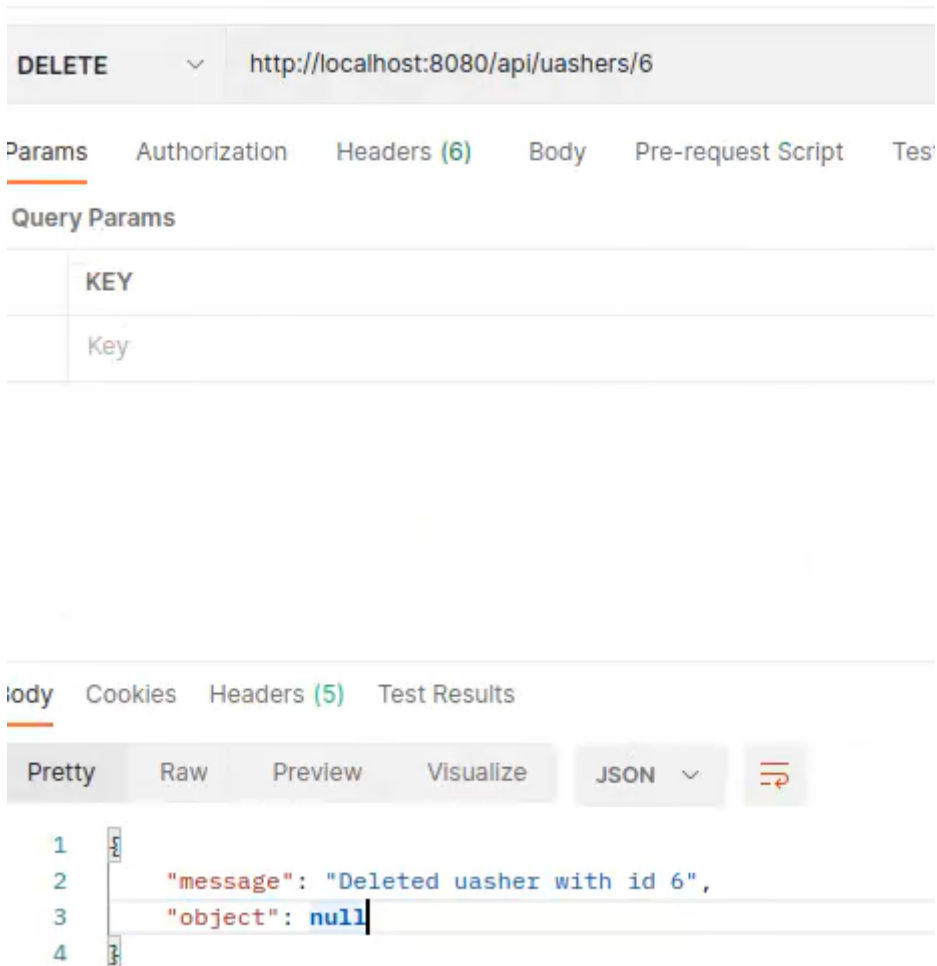 DELETE http://localhost:8080/api/uashers/6
Params Authorization Headers (6) Body Pre-request Script Test
Query Params
KEY
Key
Body Cookies Headers (5) Test Results
Pretty Raw Preview Visualize JSON
1 {
2 "message": "Deleted uasher with id 6",
3 "object": null
4 }